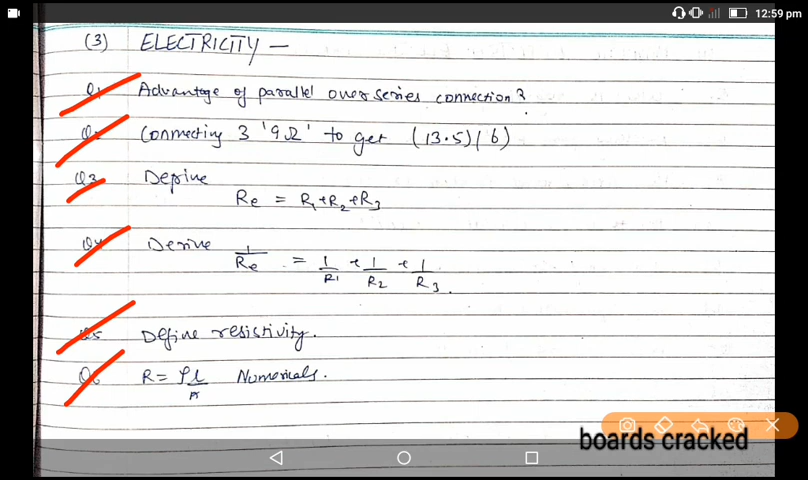 12:59 pm
(3) ELECTRICITY —
Q1 Advantage of parallel over series connection?
Q2 Connecting 3 '9Ω' to get (13.5) / 6)
Q3 Derive
Re = R1+R2+R3
Q4 Derive 1/Re = 1/R1 + 1/R2 + 1/R3.
Q5 Define resistivity.
Q6 R = ρl/A Numericals.
boards cracked